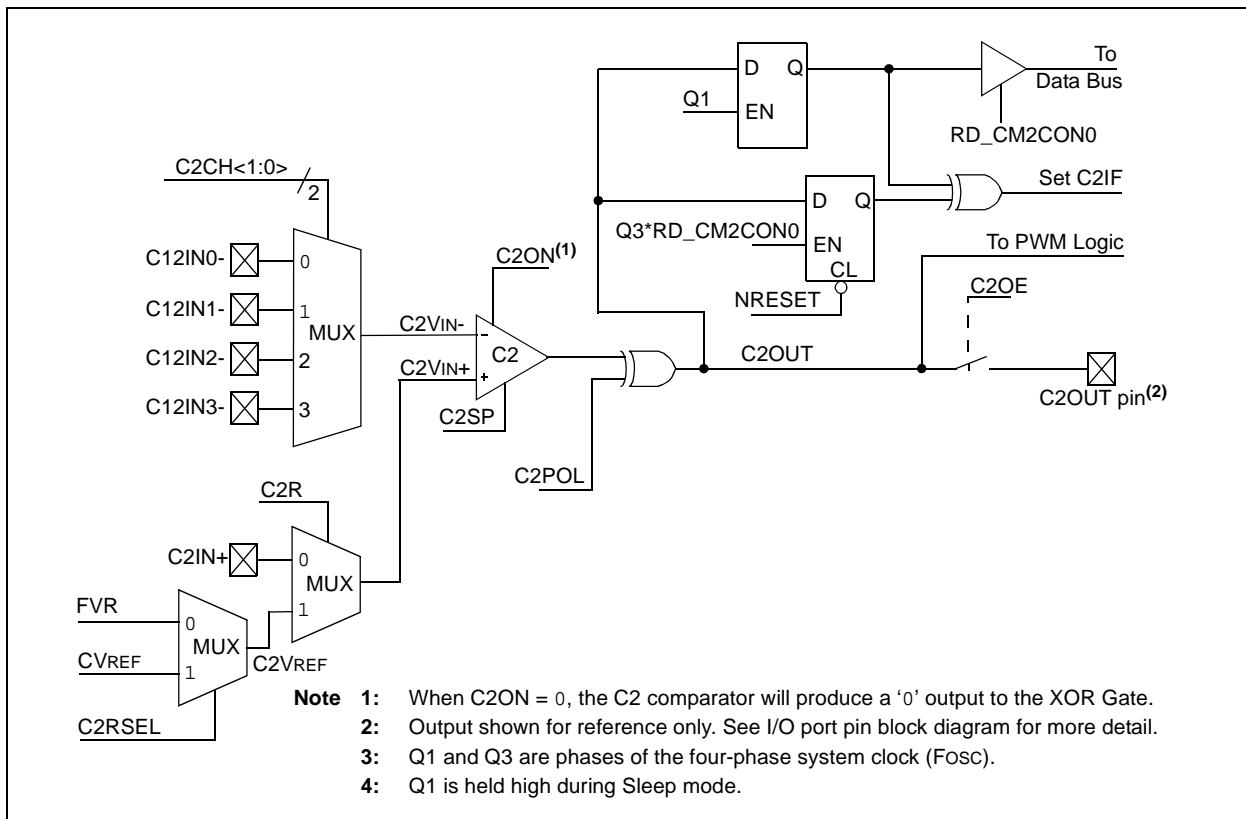 D Q
Q1
EN
To
Data Bus
RD_CM2CON0
C2CH<1:0>
2
D Q
Set C2IF
Q3*RD_CM2CON0
EN
CL
NRESET
To PWM Logic
C2OE
C12IN0-
0
C12IN1-
1
C12IN2-
2
C12IN3-
3
MUX
C2ON(1)
C2VIN-
C2VIN+
-
+
C2
C2SP
C2POL
C2OUT
C2OUT pin(2)
C2R
C2IN+
0
MUX
1
FVR
0
MUX
CVREF
1
C2VREF
C2RSEL
Note 1: When C2ON = 0, the C2 comparator will produce a ‘0’ output to the XOR Gate.
2: Output shown for reference only. See I/O port pin block diagram for more detail.
3: Q1 and Q3 are phases of the four-phase system clock (FOSC).
4: Q1 is held high during Sleep mode.